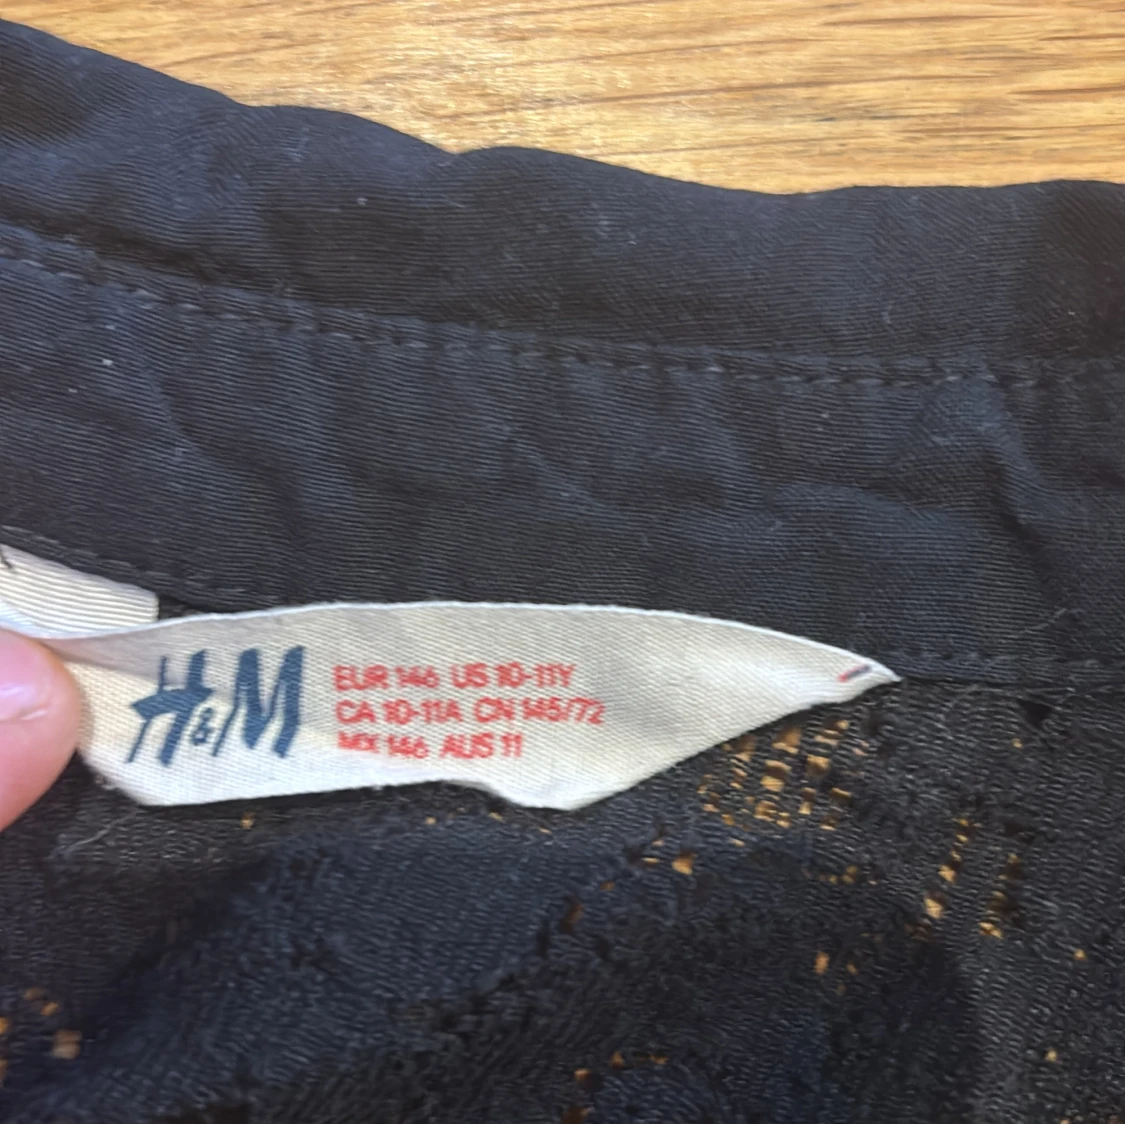 H&M
EUR 146 US 10-11Y
CA 10-11A CN 145/72
MX 146 AUS 11